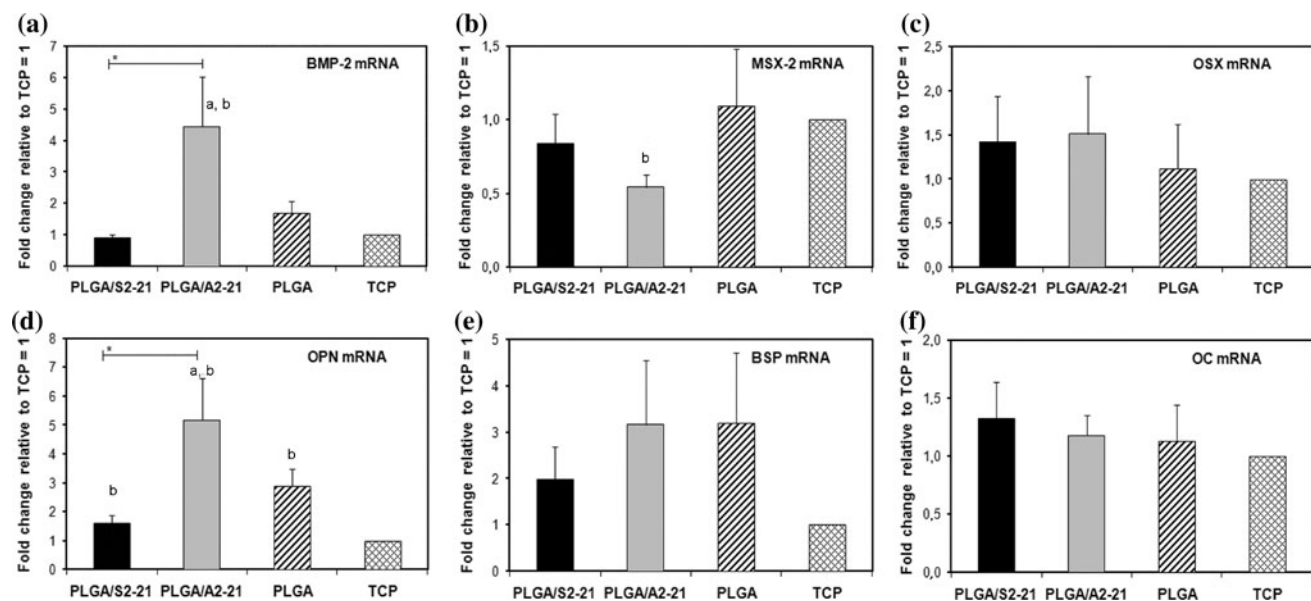 (a)
Fold change relative to TCP = 1
7
6
5
4
3
2
1
0
*
a, b
BMP-2 mRNA
PLGA/S2-21 PLGA/A2-21 PLGA TCP
(b)
Fold change relative to TCP = 1
1,5
1,0
0,5
0,0
b
MSX-2 mRNA
PLGA/S2-21 PLGA/A2-21 PLGA TCP
(c)
Fold change relative to TCP = 1
2,5
2,0
1,5
1,0
0,5
0,0
OSX mRNA
PLGA/S2-21 PLGA/A2-21 PLGA TCP
(d)
Fold change relative to TCP = 1
8
7
6
5
4
3
2
1
0
*
OPN mRNA
a, b
b
b
PLGA/S2-21 PLGA/A2-21 PLGA TCP
(e)
Fold change relative to TCP = 1
5
4
3
2
1
0
BSP mRNA
PLGA/S2-21 PLGA/A2-21 PLGA TCP
(f)
Fold change relative to TCP = 1
2,0
1,5
1,0
0,5
0,0
OC mRNA
PLGA/S2-21 PLGA/A2-21 PLGA TCP